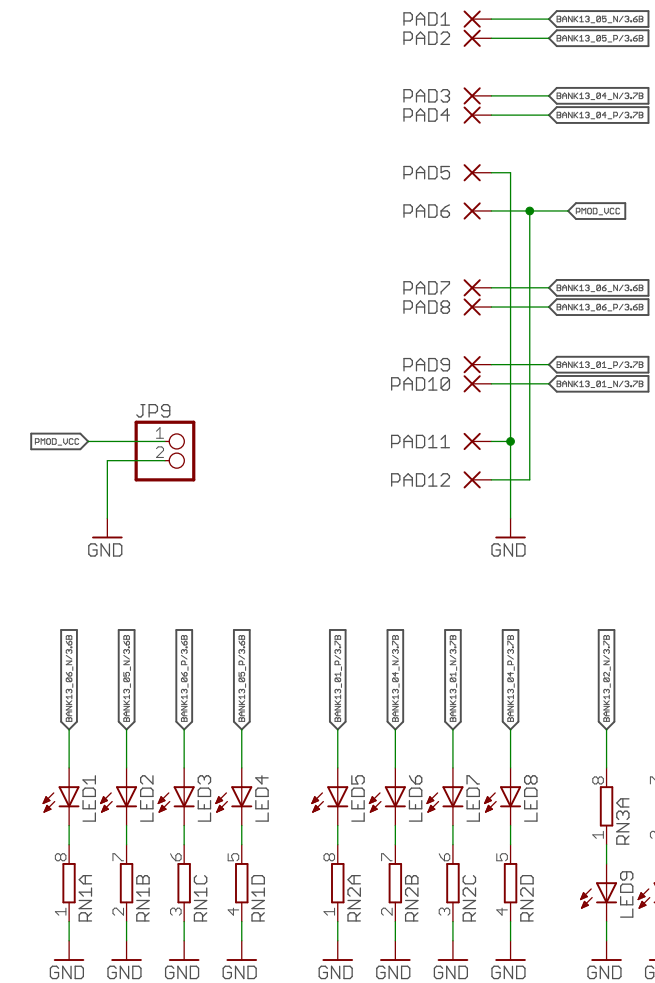 PAD1 BANK13_05_N/3.6B
PAD2 BANK13_05_P/3.6B
PAD3 BANK13_04_N/3.7B
PAD4 BANK13_04_P/3.7B
PAD5
PAD6 PMOD_VCC
PAD7 BANK13_06_N/3.6B
PAD8 BANK13_06_P/3.6B
PAD9 BANK13_01_P/3.7B
PAD10 BANK13_01_N/3.7B
JP9
PMOD_VCC 1
2
PAD11
PAD12
GND GND
BANK13_06_N/3.6B BANK13_05_N/3.6B BANK13_06_P/3.6B BANK13_05_P/3.6B BANK13_01_P/3.7B BANK13_04_N/3.7B BANK13_01_N/3.7B BANK13_04_P/3.7B BANK13_02_N/3.7B
LED1 LED2 LED3 LED4 LED5 LED6 LED7 LED8 8 7
1 RN3A
8 7 6 5 8 7 6 5
1 RN1A 2 RN1B 3 RN1C 4 RN1D 1 RN2A 2 RN2B 3 RN2C 4 RN2D LED9
GND GND GND GND GND GND GND GND GND